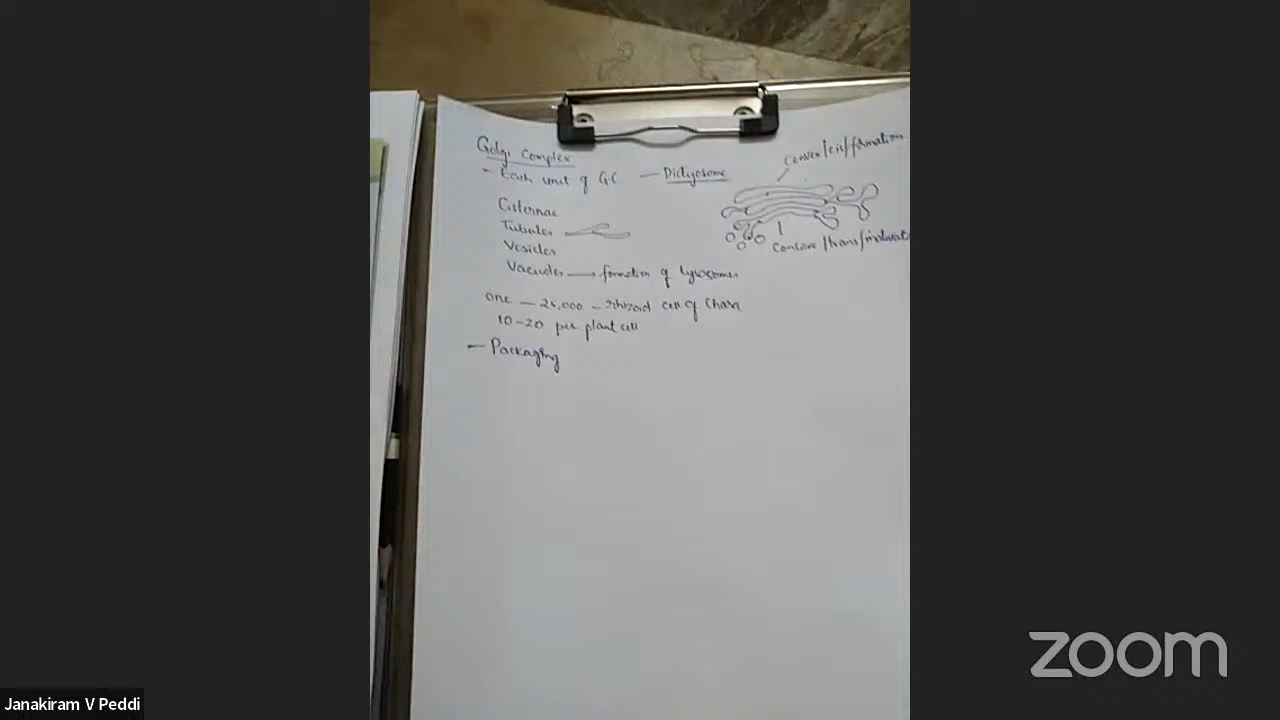 Golgi Complex
- Each unit of GC — Dictyosome
Convex/cis/formation
Cisternae
Tubules
Vesicles
Concave/trans/maturati
Vacuoles → formation of lysosomes
One — 25,000 – rhizoid cell of Chara
10-20 per plant cell
- Packaging
zoom
Janakiram V Peddi